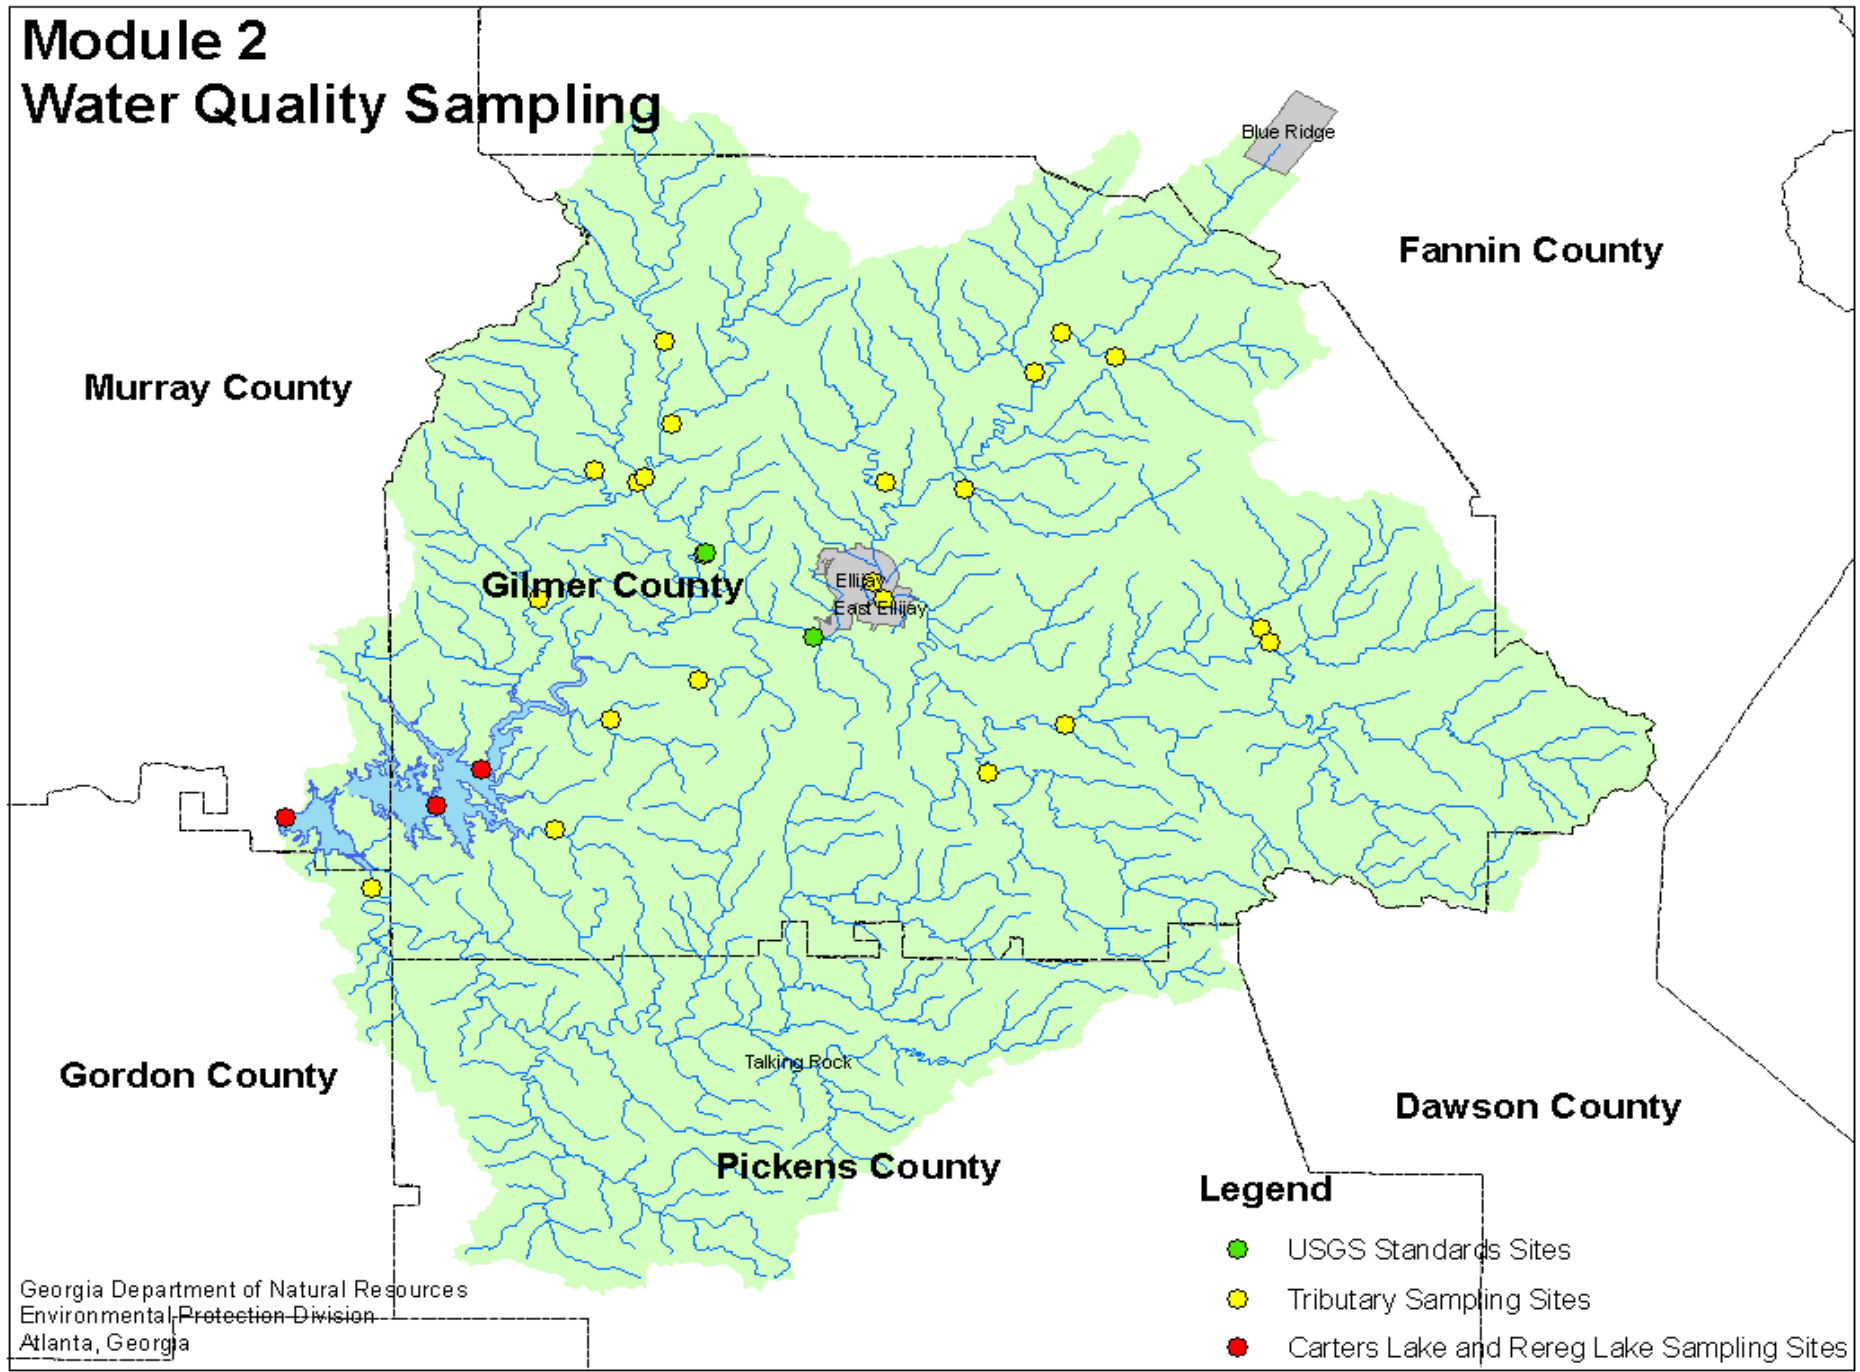 Module 2
Water Quality Sampling
Blue Ridge
Fannin County
Murray County
Gilmer County
Ellijay
East Ellijay
Talking Rock
Gordon County
Dawson County
Pickens County
Legend
USGS Standards Sites
Tributary Sampling Sites
Carters Lake and Rereg Lake Sampling Sites
Georgia Department of Natural Resources
Environmental Protection Division
Atlanta, Georgia